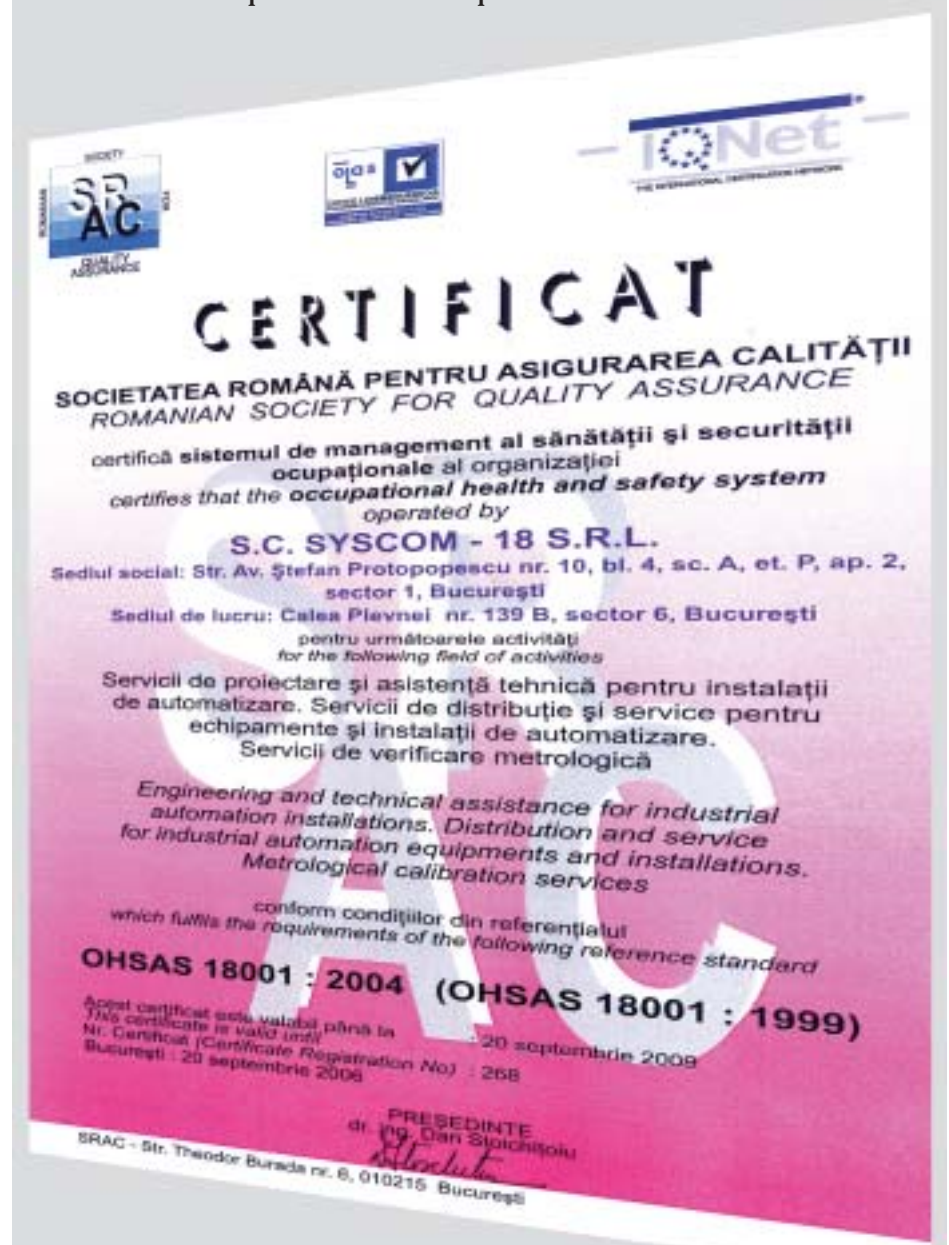 SOCIETY
ROMANIAN
SRAC
FOR
QUALITY
ASSURANCE
IQNet
THE INTERNATIONAL CERTIFICATION NETWORK
CERTIFICAT
SOCIETATEA ROMÂNĂ PENTRU ASIGURAREA CALITĂȚII
ROMANIAN SOCIETY FOR QUALITY ASSURANCE
certifică sistemul de management al sănătății și securității
ocupaționale al organizației
certifies that the occupational health and safety system
operated by
S.C. SYSCOM - 18 S.R.L.
Sediul social: Str. Av. Ștefan Protopopescu nr. 10, bl. 4, sc. A, et. P, ap. 2,
sector 1, București
Sediul de lucru: Calea Plevnei nr. 139 B, sector 6, București
pentru următoarele activități
for the following field of activities
Servicii de proiectare și asistență tehnică pentru instalații
de automatizare. Servicii de distribuție și service pentru
echipamente și instalații de automatizare.
Servicii de verificare metrologică
Engineering and technical assistance for industrial
automation installations. Distribution and service
for industrial automation equipments and installations.
Metrological calibration services
conform condițiilor din referențialul
which fulfils the requirements of the following reference standard
OHSAS 18001 : 2004 (OHSAS 18001 : 1999)
Acest certificat este valabil până la
This certificate is valid until : 20 septembrie 2009
Nr. Certificat (Certificate Registration No) : 268
București : 20 septembrie 2006
PREȘEDINTE
dr. ing. Dan Stoichițoiu
SRAC - Str. Theodor Burada nr. 6, 010215 București